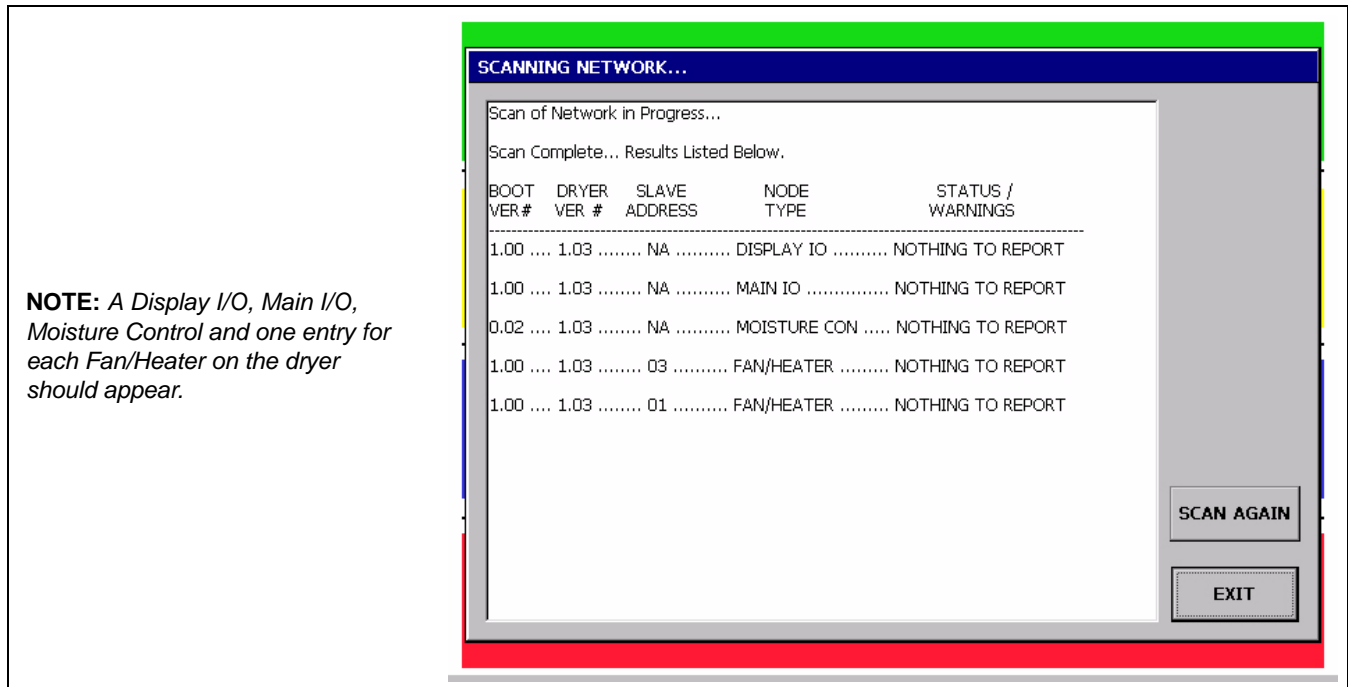 NOTE: A Display I/O, Main I/O,
Moisture Control and one entry for
each Fan/Heater on the dryer
should appear.
SCANNING NETWORK...
Scan of Network in Progress...
Scan Complete... Results Listed Below.
BOOT DRYER SLAVE NODE STATUS /
VER# VER # ADDRESS TYPE WARNINGS
1.00 .... 1.03 ........ NA .......... DISPLAY IO .......... NOTHING TO REPORT
1.00 .... 1.03 ........ NA .......... MAIN IO ............... NOTHING TO REPORT
0.02 .... 1.03 ........ NA .......... MOISTURE CON ..... NOTHING TO REPORT
1.00 .... 1.03 ........ 03 .......... FAN/HEATER ......... NOTHING TO REPORT
1.00 .... 1.03 ........ 01 .......... FAN/HEATER ......... NOTHING TO REPORT
SCAN AGAIN
EXIT